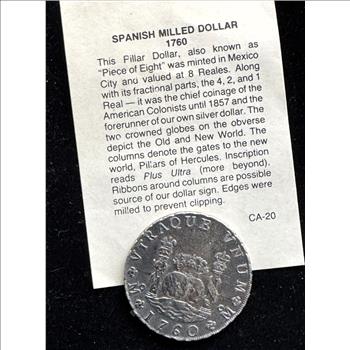 SPANISH MILLED DOLLAR
1760
This Pillar Dollar, also known as
"Piece of Eight" was minted in Mexico
City and valued at 8 Reales. Along
with its fractional parts, the 4, 2, and 1
Real — it was the chief coinage of the
American Colonists until 1857 and the
forerunner of our own silver dollar. The
two crowned globes on the obverse
depict the Old and New World. The
columns denote the gates to the new
world, Pillars of Hercules. Inscription
reads Plus Ultra (more beyond).
Ribbons around columns are possible
source of our dollar sign. Edges were
milled to prevent clipping.
CA-20
VTRAQUE VNUM
M 1760 M